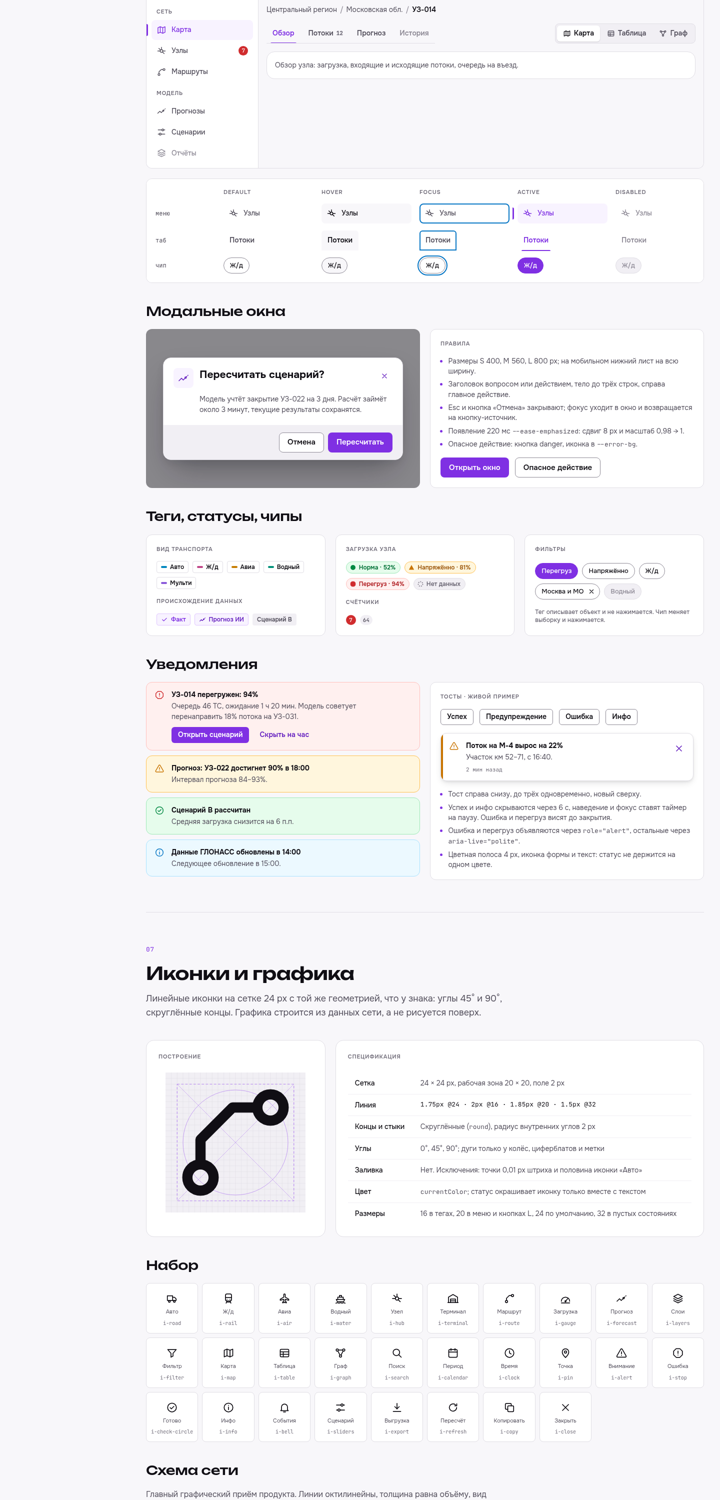 СЕТЬ
Карта
Узлы 7
Маршруты
МОДЕЛЬ
Прогнозы
Сценарии
Отчёты
Центральный регион / Московская обл. / УЗ-014
Обзор Потоки 12 Прогноз История
Карта Таблица Граф
Обзор узла: загрузка, входящие и исходящие потоки, очередь на въезд.
DEFAULT HOVER FOCUS ACTIVE DISABLED
меню Узлы Узлы Узлы Узлы Узлы
таб Потоки Потоки Потоки Потоки Потоки
чип Ж/д Ж/д Ж/д Ж/д Ж/д
Модальные окна
Пересчитать сценарий?
Модель учтёт закрытие УЗ-022 на 3 дня. Расчёт займёт
около 3 минут, текущие результаты сохранятся.
Отмена Пересчитать
ПРАВИЛА
Размеры S 400, M 560, L 800 px; на мобильном нижний лист на всю
ширину.
Заголовок вопросом или действием, тело до трёх строк, справа
главное действие.
Esc и кнопка «Отмена» закрывают; фокус уходит в окно и возвращается
на кнопку-источник.
Появление 220 мс --ease-emphasized: сдвиг 8 px и масштаб 0,98 → 1.
Опасное действие: кнопка danger, иконка в --error-bg.
Открыть окно Опасное действие
Теги, статусы, чипы
ВИД ТРАНСПОРТА
Авто Ж/д Авиа Водный
Мульти
ПРОИСХОЖДЕНИЕ ДАННЫХ
Факт Прогноз ИИ Сценарий B
ЗАГРУЗКА УЗЛА
Норма · 52% Напряжённо · 81%
Перегруз · 94% Нет данных
СЧЁТЧИКИ
7 64
ФИЛЬТРЫ
Перегруз Напряжённо Ж/д
Москва и МО ✕ Водный
Тег описывает объект и не нажимается. Чип меняет
выборку и нажимается.
Уведомления
УЗ-014 перегружен: 94%
Очередь 46 ТС, ожидание 1 ч 20 мин. Модель советует
перенаправить 18% потока на УЗ-031.
Открыть сценарий Скрыть на час
Прогноз: УЗ-022 достигнет 90% в 18:00
Интервал прогноза 84–93%.
Сценарий B рассчитан
Средняя загрузка снизится на 6 п.п.
Данные ГЛОНАСС обновлены в 14:00
Следующее обновление в 15:00.
ТОСТЫ · ЖИВОЙ ПРИМЕР
Успех Предупреждение Ошибка Инфо
Поток на М-4 вырос на 22%
Участок км 52–71, с 16:40.
2 мин назад
Тост справа снизу, до трёх одновременно, новый сверху.
Успех и инфо скрываются через 6 с, наведение и фокус ставят таймер
на паузу. Ошибка и перегруз висят до закрытия.
Ошибка и перегруз объявляются через role="alert", остальные через
aria-live="polite".
Цветная полоса 4 px, иконка формы и текст: статус не держится на
одном цвете.
07
Иконки и графика
Линейные иконки на сетке 24 px с той же геометрией, что у знака: углы 45° и 90°,
скруглённые концы. Графика строится из данных сети, а не рисуется поверх.
ПОСТРОЕНИЕ
СПЕЦИФИКАЦИЯ
Сетка 24 × 24 px, рабочая зона 20 × 20, поле 2 px
Линия 1.75px @24 · 2px @16 · 1.85px @20 · 1.5px @32
Концы и стыки Скруглённые (round), радиус внутренних углов 2 px
Углы 0°, 45°, 90°; дуги только у колёс, циферблатов и метки
Заливка Нет. Исключения: точки 0,01 px штриха и половина иконки «Авто»
Цвет currentColor; статус окрашивает иконку только вместе с текстом
Размеры 16 в тегах, 20 в меню и кнопках L, 24 по умолчанию, 32 в пустых состояниях
Набор
Авто Ж/д Авиа Водный Узел Терминал Маршрут Загрузка Прогноз Слои
i-road i-rail i-air i-water i-hub i-terminal i-route i-gauge i-forecast i-layers
Фильтр Карта Таблица Граф Поиск Период Время Точка Внимание Ошибка
i-filter i-map i-table i-graph i-search i-calendar i-clock i-pin i-alert i-stop
Готово Инфо События Сценарий Выгрузка Пересчёт Копировать Закрыть
i-check-circle i-info i-bell i-sliders i-export i-refresh i-copy i-close
Схема сети
Главный графический приём продукта. Линии октилинейны, толщина равна объёму, вид